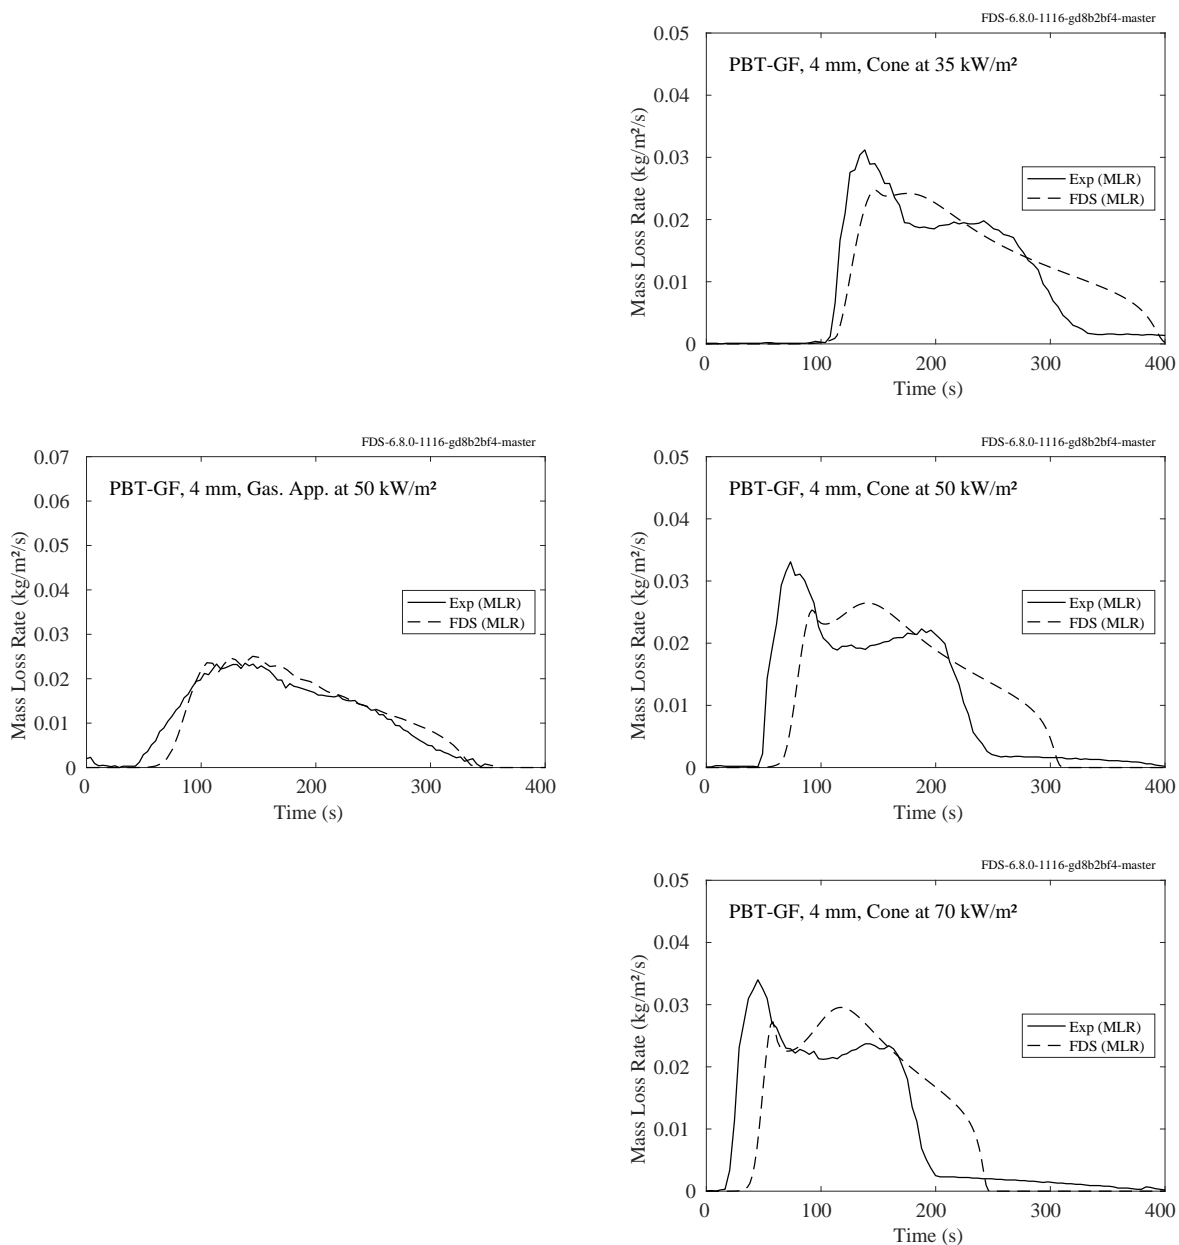 FDS-6.8.0-1116-gd8b2bf4-master
PBT-GF, 4 mm, Cone at 35 kW/m²
Mass Loss Rate (kg/m²/s)
0.05
0.04
0.03
0.02
0.01
0
Exp (MLR)
FDS (MLR)
0 100 200 300 400
Time (s)
FDS-6.8.0-1116-gd8b2bf4-master
PBT-GF, 4 mm, Gas. App. at 50 kW/m²
Mass Loss Rate (kg/m²/s)
0.07
0.06
0.05
0.04
0.03
0.02
0.01
0
Exp (MLR)
FDS (MLR)
0 100 200 300 400
Time (s)
FDS-6.8.0-1116-gd8b2bf4-master
PBT-GF, 4 mm, Cone at 50 kW/m²
Mass Loss Rate (kg/m²/s)
0.05
0.04
0.03
0.02
0.01
0
Exp (MLR)
FDS (MLR)
0 100 200 300 400
Time (s)
FDS-6.8.0-1116-gd8b2bf4-master
PBT-GF, 4 mm, Cone at 70 kW/m²
Mass Loss Rate (kg/m²/s)
0.05
0.04
0.03
0.02
0.01
0
Exp (MLR)
FDS (MLR)
0 100 200 300 400
Time (s)